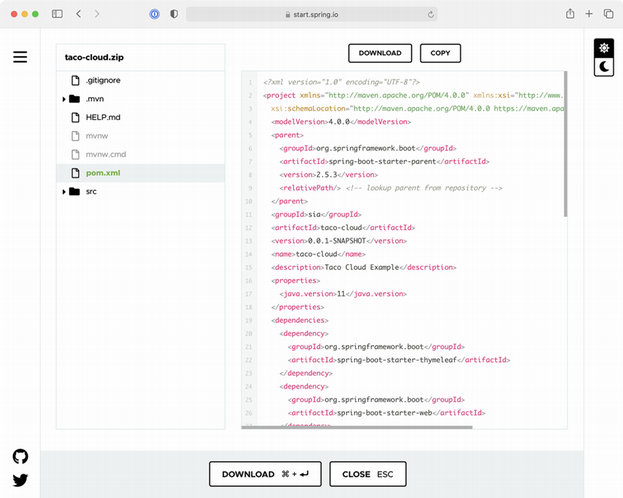 start.spring.io
taco-cloud.zip
DOWNLOAD
COPY
.gitignore
.mvn
HELP.md
mvnw
mvnw.cmd
pom.xml
src
1 <?xml version="1.0" encoding="UTF-8"?>
2 <project xmlns="http://maven.apache.org/POM/4.0.0" xmlns:xsi="http://www.
3 xsi:schemaLocation="http://maven.apache.org/POM/4.0.0 https://maven.apa
4 <modelVersion>4.0.0</modelVersion>
5 <parent>
6 <groupId>org.springframework.boot</groupId>
7 <artifactId>spring-boot-starter-parent</artifactId>
8 <version>2.5.3</version>
9 <relativePath/> <!-- lookup parent from repository -->
10 </parent>
11 <groupId>sia</groupId>
12 <artifactId>taco-cloud</artifactId>
13 <version>0.0.1-SNAPSHOT</version>
14 <name>taco-cloud</name>
15 <description>Taco Cloud Example</description>
16 <properties>
17 <java.version>11</java.version>
18 </properties>
19 <dependencies>
20 <dependency>
21 <groupId>org.springframework.boot</groupId>
22 <artifactId>spring-boot-starter-thymeleaf</artifactId>
23 </dependency>
24 <dependency>
25 <groupId>org.springframework.boot</groupId>
26 <artifactId>spring-boot-starter-web</artifactId>
</dependency>
DOWNLOAD ⌘ + ↵
CLOSE ESC